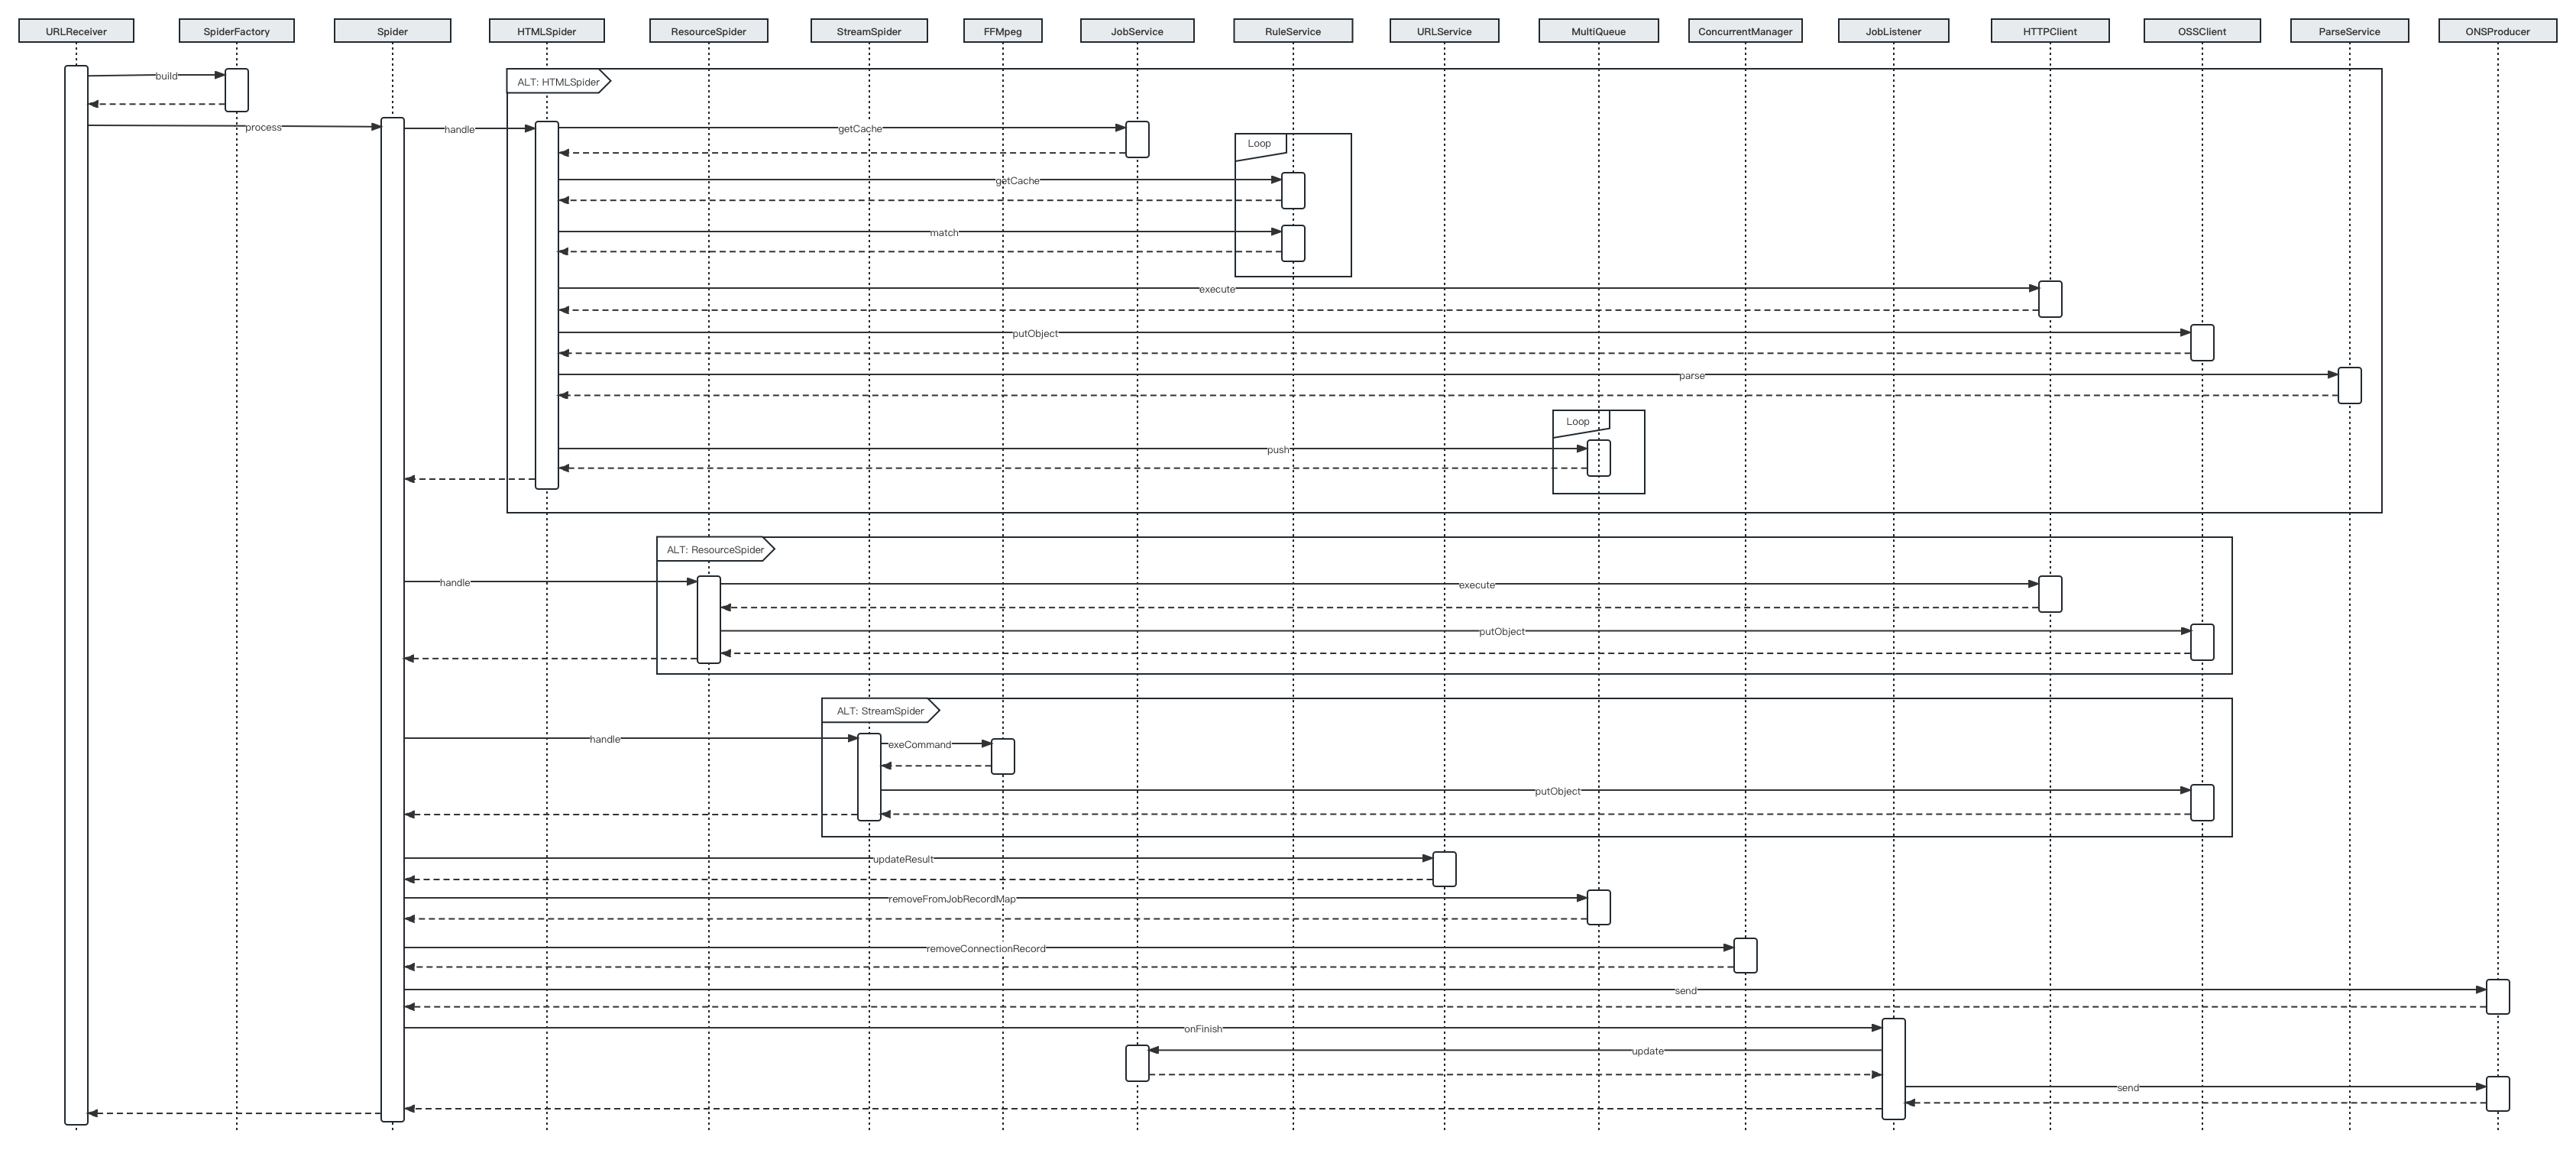 URLReceiver
SpiderFactory
Spider
HTMLSpider
ResourceSpider
StreamSpider
FFMpeg
JobService
RuleService
URLService
MultiQueue
ConcurrentManager
JobListener
HTTPClient
OSSClient
ParseService
ONSProducer
build
ALT: HTMLSpider
process
handle
getCache
Loop
getCache
match
execute
putObject
parse
Loop
push
ALT: ResourceSpider
handle
execute
putObject
ALT: StreamSpider
handle
exeCommand
putObject
updateResult
removeFromJobRecordMap
removeConnectionRecord
send
onFinish
update
send